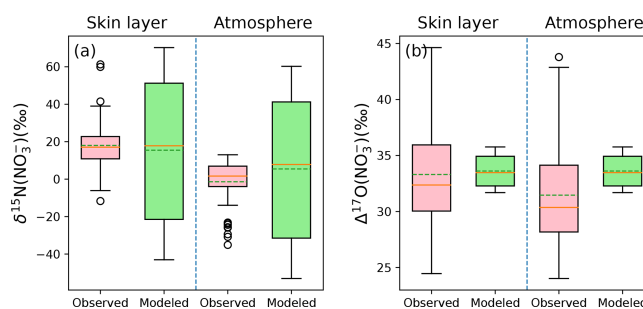 Skin layer Atmosphere
(a)
δ¹⁵N(NO₃⁻)(‰)
60
40
20
0
−20
−40
Observed Modeled Observed Modeled
Skin layer Atmosphere
(b)
Δ¹⁷O(NO₃⁻)(‰)
45
40
35
30
25
Observed Modeled Observed Modeled